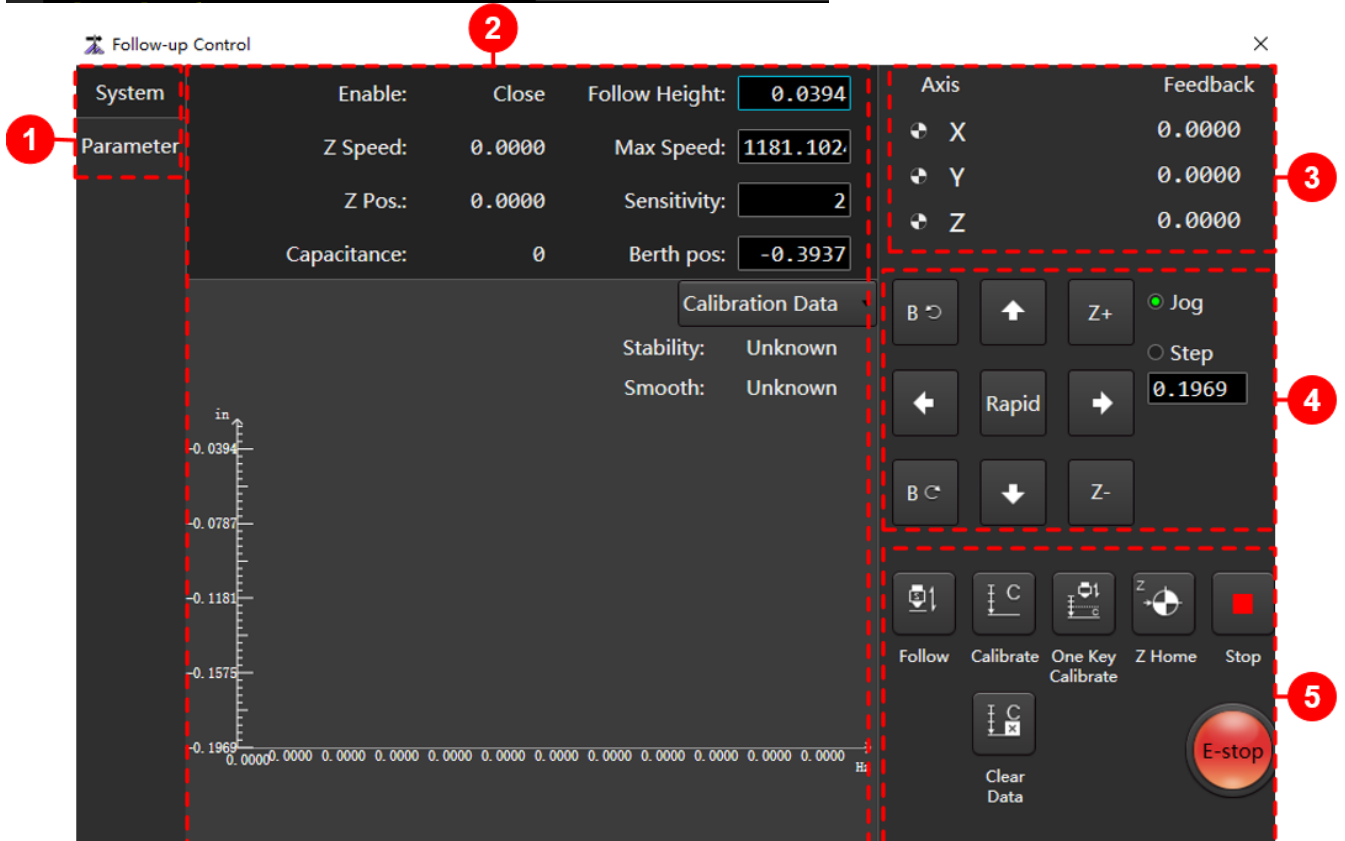 2
Follow-up Control
1
System
Parameter
Enable: Close Follow Height: 0.0394
Z Speed: 0.0000 Max Speed: 1181.102
Z Pos.: 0.0000 Sensitivity: 2
Capacitance: 0 Berth pos: -0.3937
Calibration Data
Stability: Unknown
Smooth: Unknown
in
-0.0394
-0.0787
-0.1181
-0.1575
-0.1969
0.0000 0.0000 0.0000 0.0000 0.0000 0.0000 0.0000 0.0000 0.0000 0.0000 0.0000 0.0000
Hz
Axis Feedback
X 0.0000
Y 0.0000
Z 0.0000
3
B Z+ Jog
Step
Rapid 0.1969
B Z-
4
S C C Z
Follow Calibrate One Key Calibrate Z Home Stop
C
Clear
Data
E-stop
5